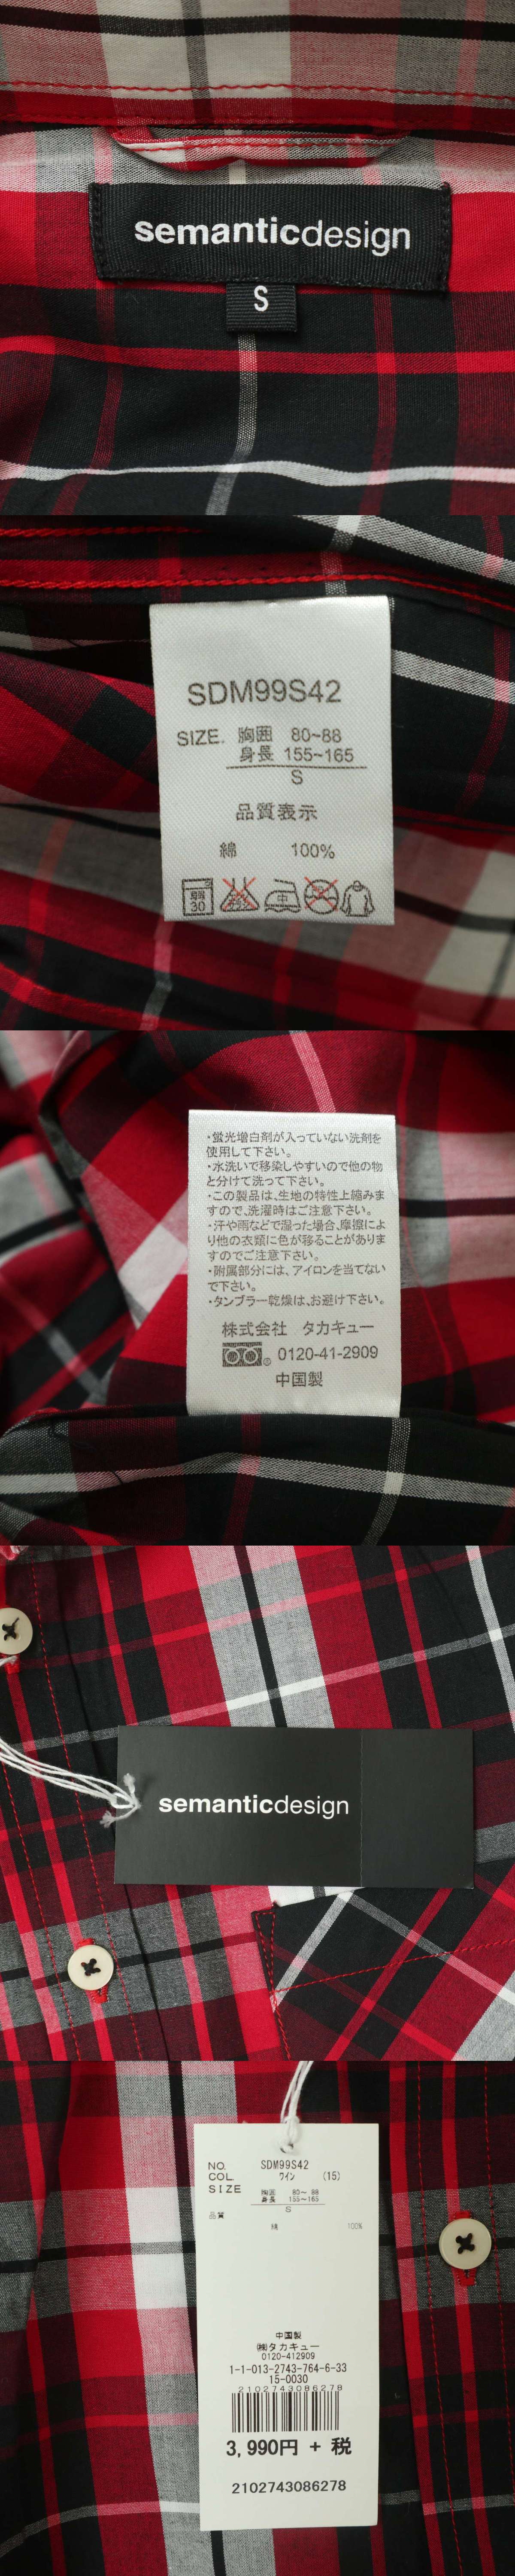 semanticdesign
S
SDM99S42
SIZE. 胸囲 80~88
身長 155~165
S
品質表示
綿 100%
30
中
・蛍光増白剤が入っていない洗剤を
使用して下さい。
・水洗いで移染しやすいので他の物
と分けて洗って下さい。
・この製品は、生地の特性上縮みま
すので、洗濯時はご注意下さい。
・汗や雨などで湿った場合、摩擦によ
り他の衣類に色が移ることがありま
すのでご注意下さい。
・附属部分には、アイロンを当てない
で下さい。
・タンブラー乾燥は、お避け下さい。
株式会社 タカキュー
0120-41-2909
中国製
semanticdesign
NO. SDM99S42
COL. ワイン (15)
SIZE 胸囲 80~ 88
身長 155~165
S
品質
綿 100%
中国製
㈱タカキュー
0120-412909
1-1-013-2743-764-6-33
15-0030
2102743086278
3,990円 + 税
2102743086278